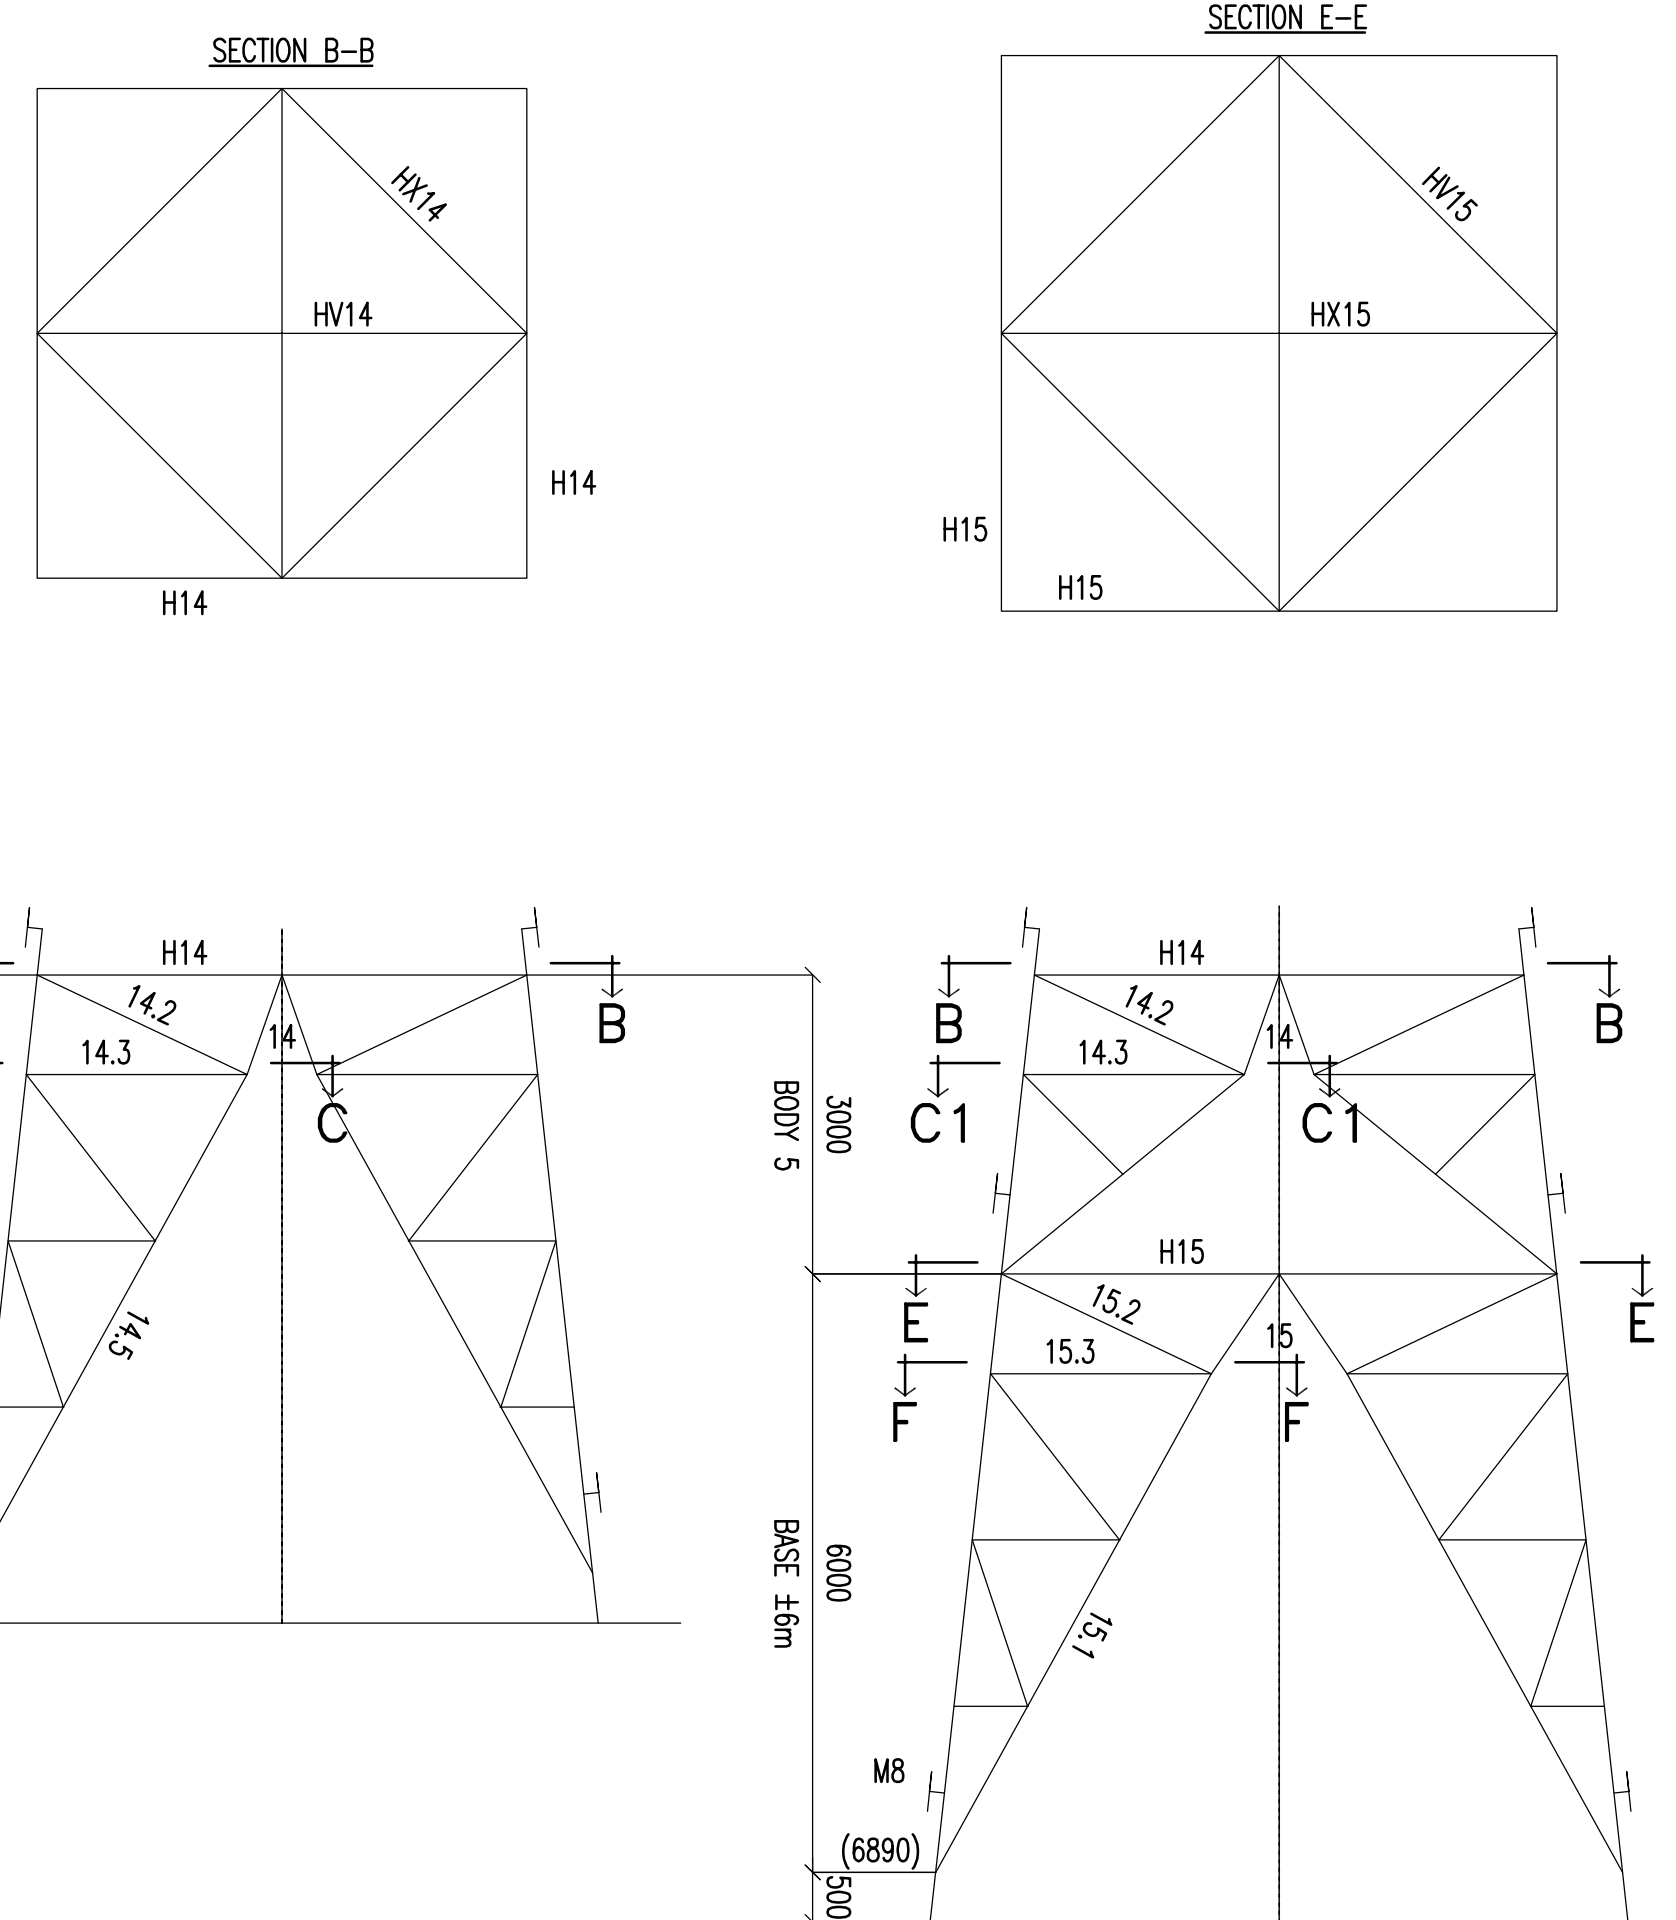 SECTION B-B
SECTION E-E
HX14
HV15
HV14
HX15
H14
H15
H14
H15
H14
H14
14.2
14.2
B
B
B
14
14
14.3
14.3
C
C1
C1
BODY 5
3000
H15
15.2
E
E
15
15.3
14.5
F
F
BASE ±6m
6000
15.1
M8
(6890)
500